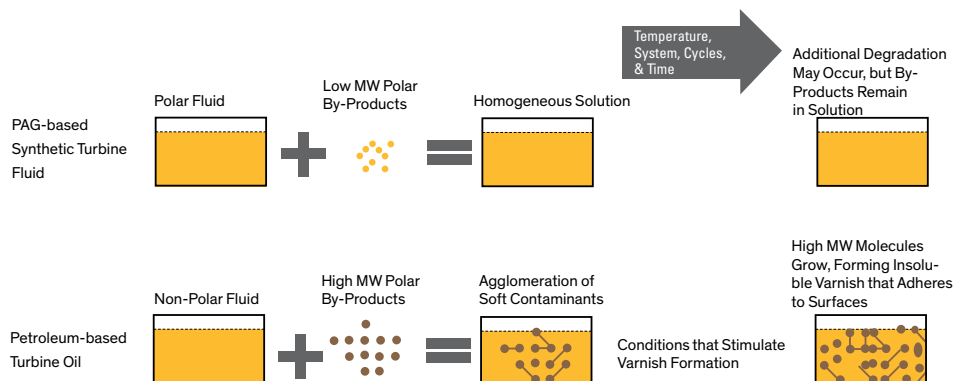 Temperature,
System, Cycles,
& Time
Additional Degradation
May Occur, but By-
Products Remain
in Solution
Low MW Polar
By-Products
Polar Fluid
Homogeneous Solution
PAG-based
Synthetic Turbine
Fluid
High MW Molecules
Grow, Forming Insolu-
ble Varnish that Adheres
to Surfaces
High MW Polar
By-Products
Agglomeration of
Soft Contaminants
Non-Polar Fluid
Petroleum-based
Turbine Oil
Conditions that Stimulate
Varnish Formation